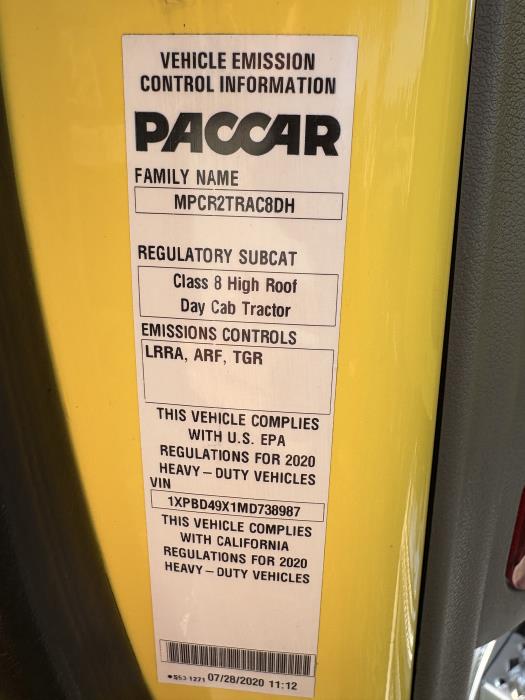 VEHICLE EMISSION
CONTROL INFORMATION
PACCAR
FAMILY NAME
MPCR2TRAC8DH
REGULATORY SUBCAT
Class 8 High Roof
Day Cab Tractor
EMISSIONS CONTROLS
LRRA, ARF, TGR
THIS VEHICLE COMPLIES
WITH U.S. EPA
REGULATIONS FOR 2020
HEAVY – DUTY VEHICLES
VIN
1XPBD49X1MD738987
THIS VEHICLE COMPLIES
WITH CALIFORNIA
REGULATIONS FOR 2020
HEAVY – DUTY VEHICLES
07/28/2020 11:12